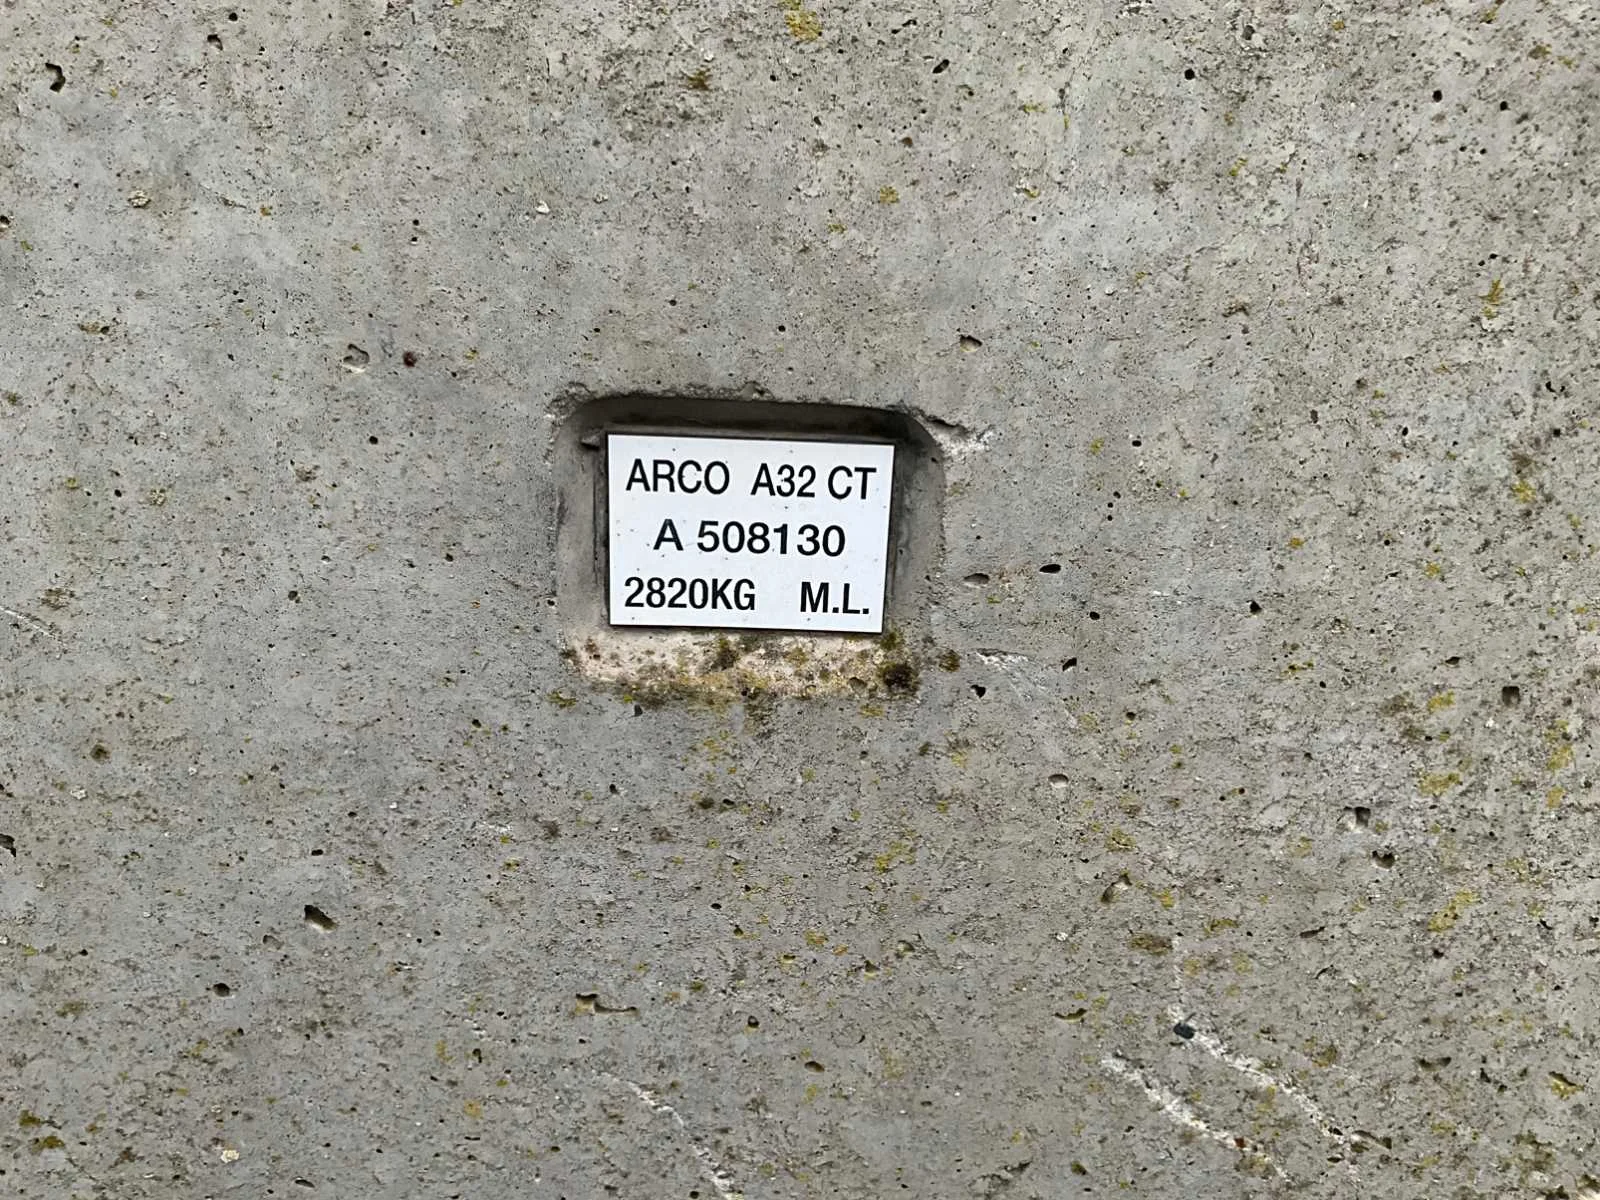 ARCO A32 CT
A 508130
2820KG M.L.